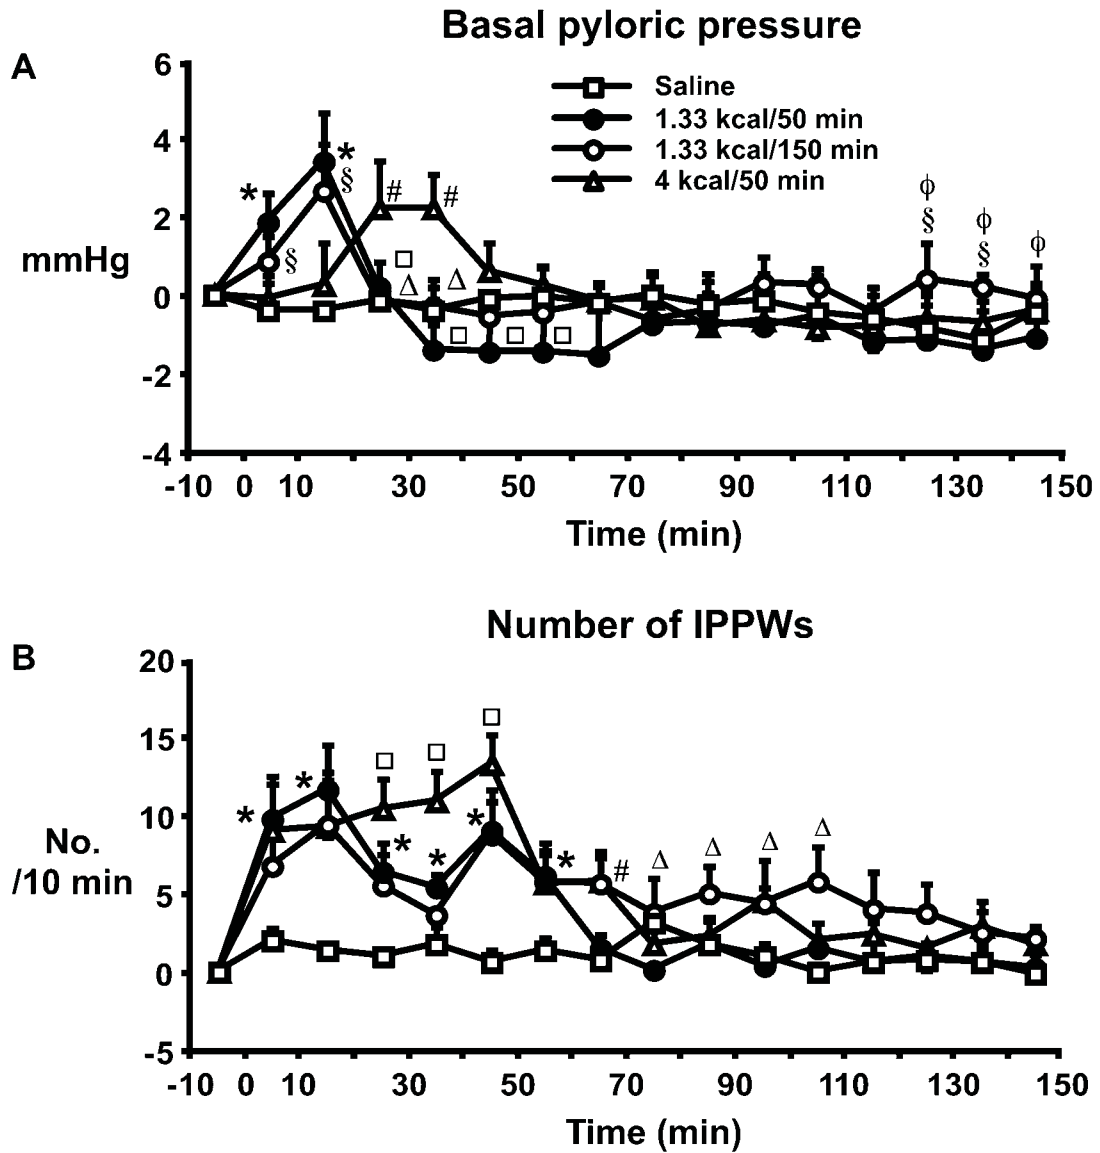 Basal pyloric pressure
A
6
4
2
0
-2
-4
mmHg
Saline
1.33 kcal/50 min
1.33 kcal/150 min
4 kcal/50 min
* * § § # # □ Δ Δ □ □ □ ϕ § ϕ § ϕ
-10 0 10 30 50 70 90 110 130 150
Time (min)
Number of IPPWs
B
20
15
10
5
0
-5
No.
/10 min
* * □ □ □ * * * * # Δ Δ Δ Δ
-10 0 10 30 50 70 90 110 130 150
Time (min)